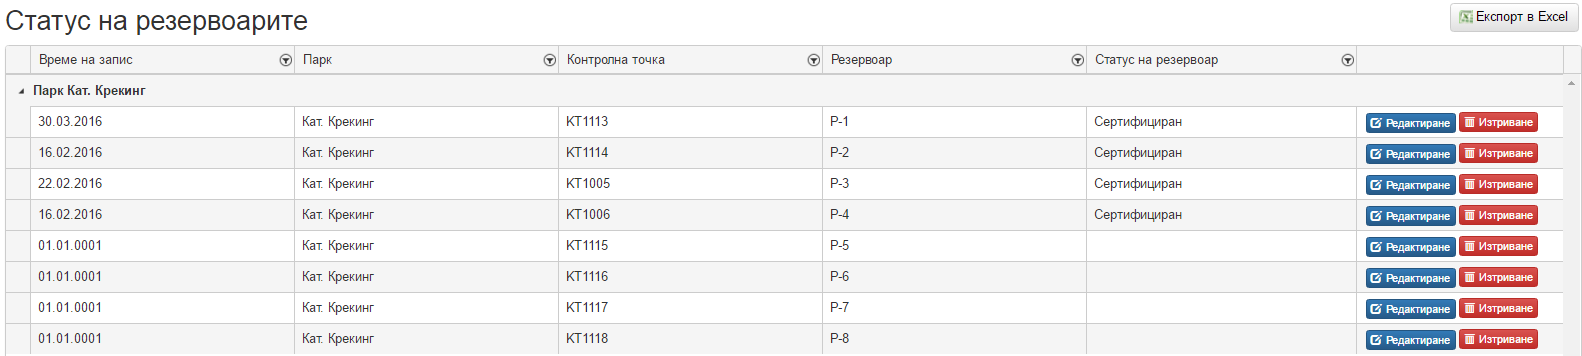 Статус на резервоарите
Експорт в Excel
Време на запис Парк Контролна точка Резервоар Статус на резервоар
Парк Кат. Крекинг
30.03.2016 Кат. Крекинг КТ1113 Р-1 Сертифициран Редактиране Изтриване
16.02.2016 Кат. Крекинг КТ1114 Р-2 Сертифициран Редактиране Изтриване
22.02.2016 Кат. Крекинг КТ1005 Р-3 Сертифициран Редактиране Изтриване
16.02.2016 Кат. Крекинг КТ1006 Р-4 Сертифициран Редактиране Изтриване
01.01.0001 Кат. Крекинг КТ1115 Р-5 Редактиране Изтриване
01.01.0001 Кат. Крекинг КТ1116 Р-6 Редактиране Изтриване
01.01.0001 Кат. Крекинг КТ1117 Р-7 Редактиране Изтриване
01.01.0001 Кат. Крекинг КТ1118 Р-8 Редактиране Изтриване